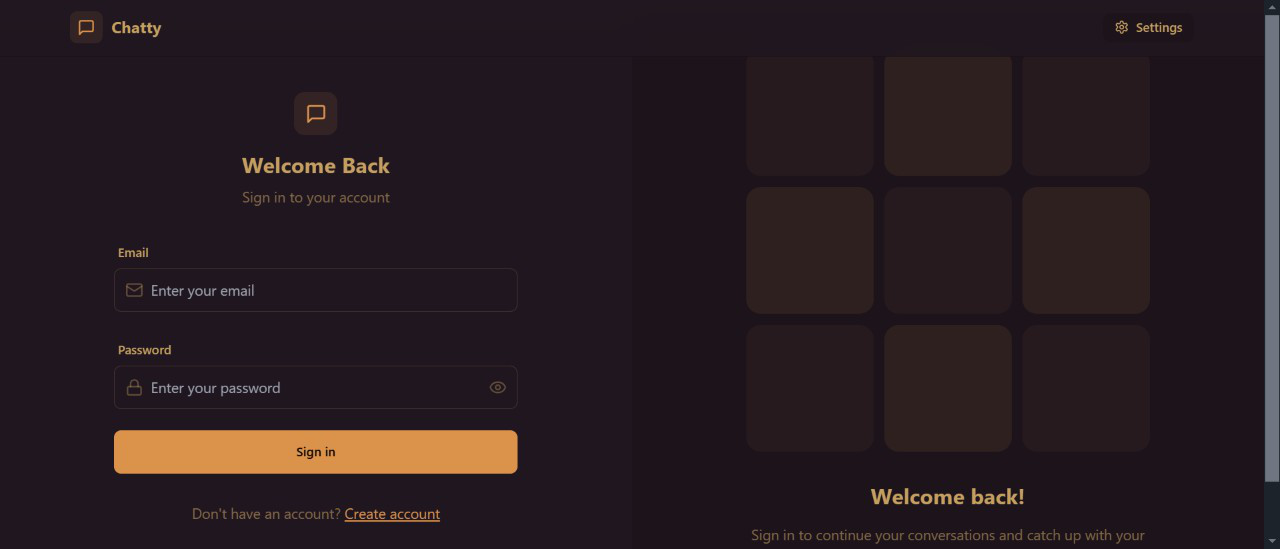 Chatty
Settings
Welcome Back
Sign in to your account
Email
Enter your email
Password
Enter your password
Sign in
Don't have an account? Create account
Welcome back!
Sign in to continue your conversations and catch up with your